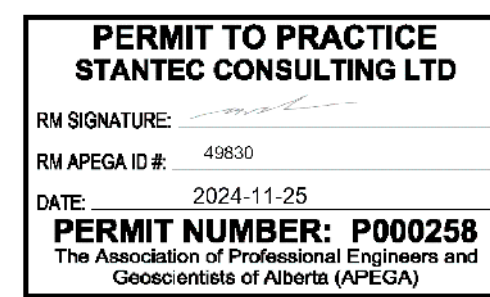 PERMIT TO PRACTICE
STANTEC CONSULTING LTD
RM SIGNATURE:
RM APEGA ID #: 49830
DATE: 2024-11-25
PERMIT NUMBER: P000258
The Association of Professional Engineers and
Geoscientists of Alberta (APEGA)